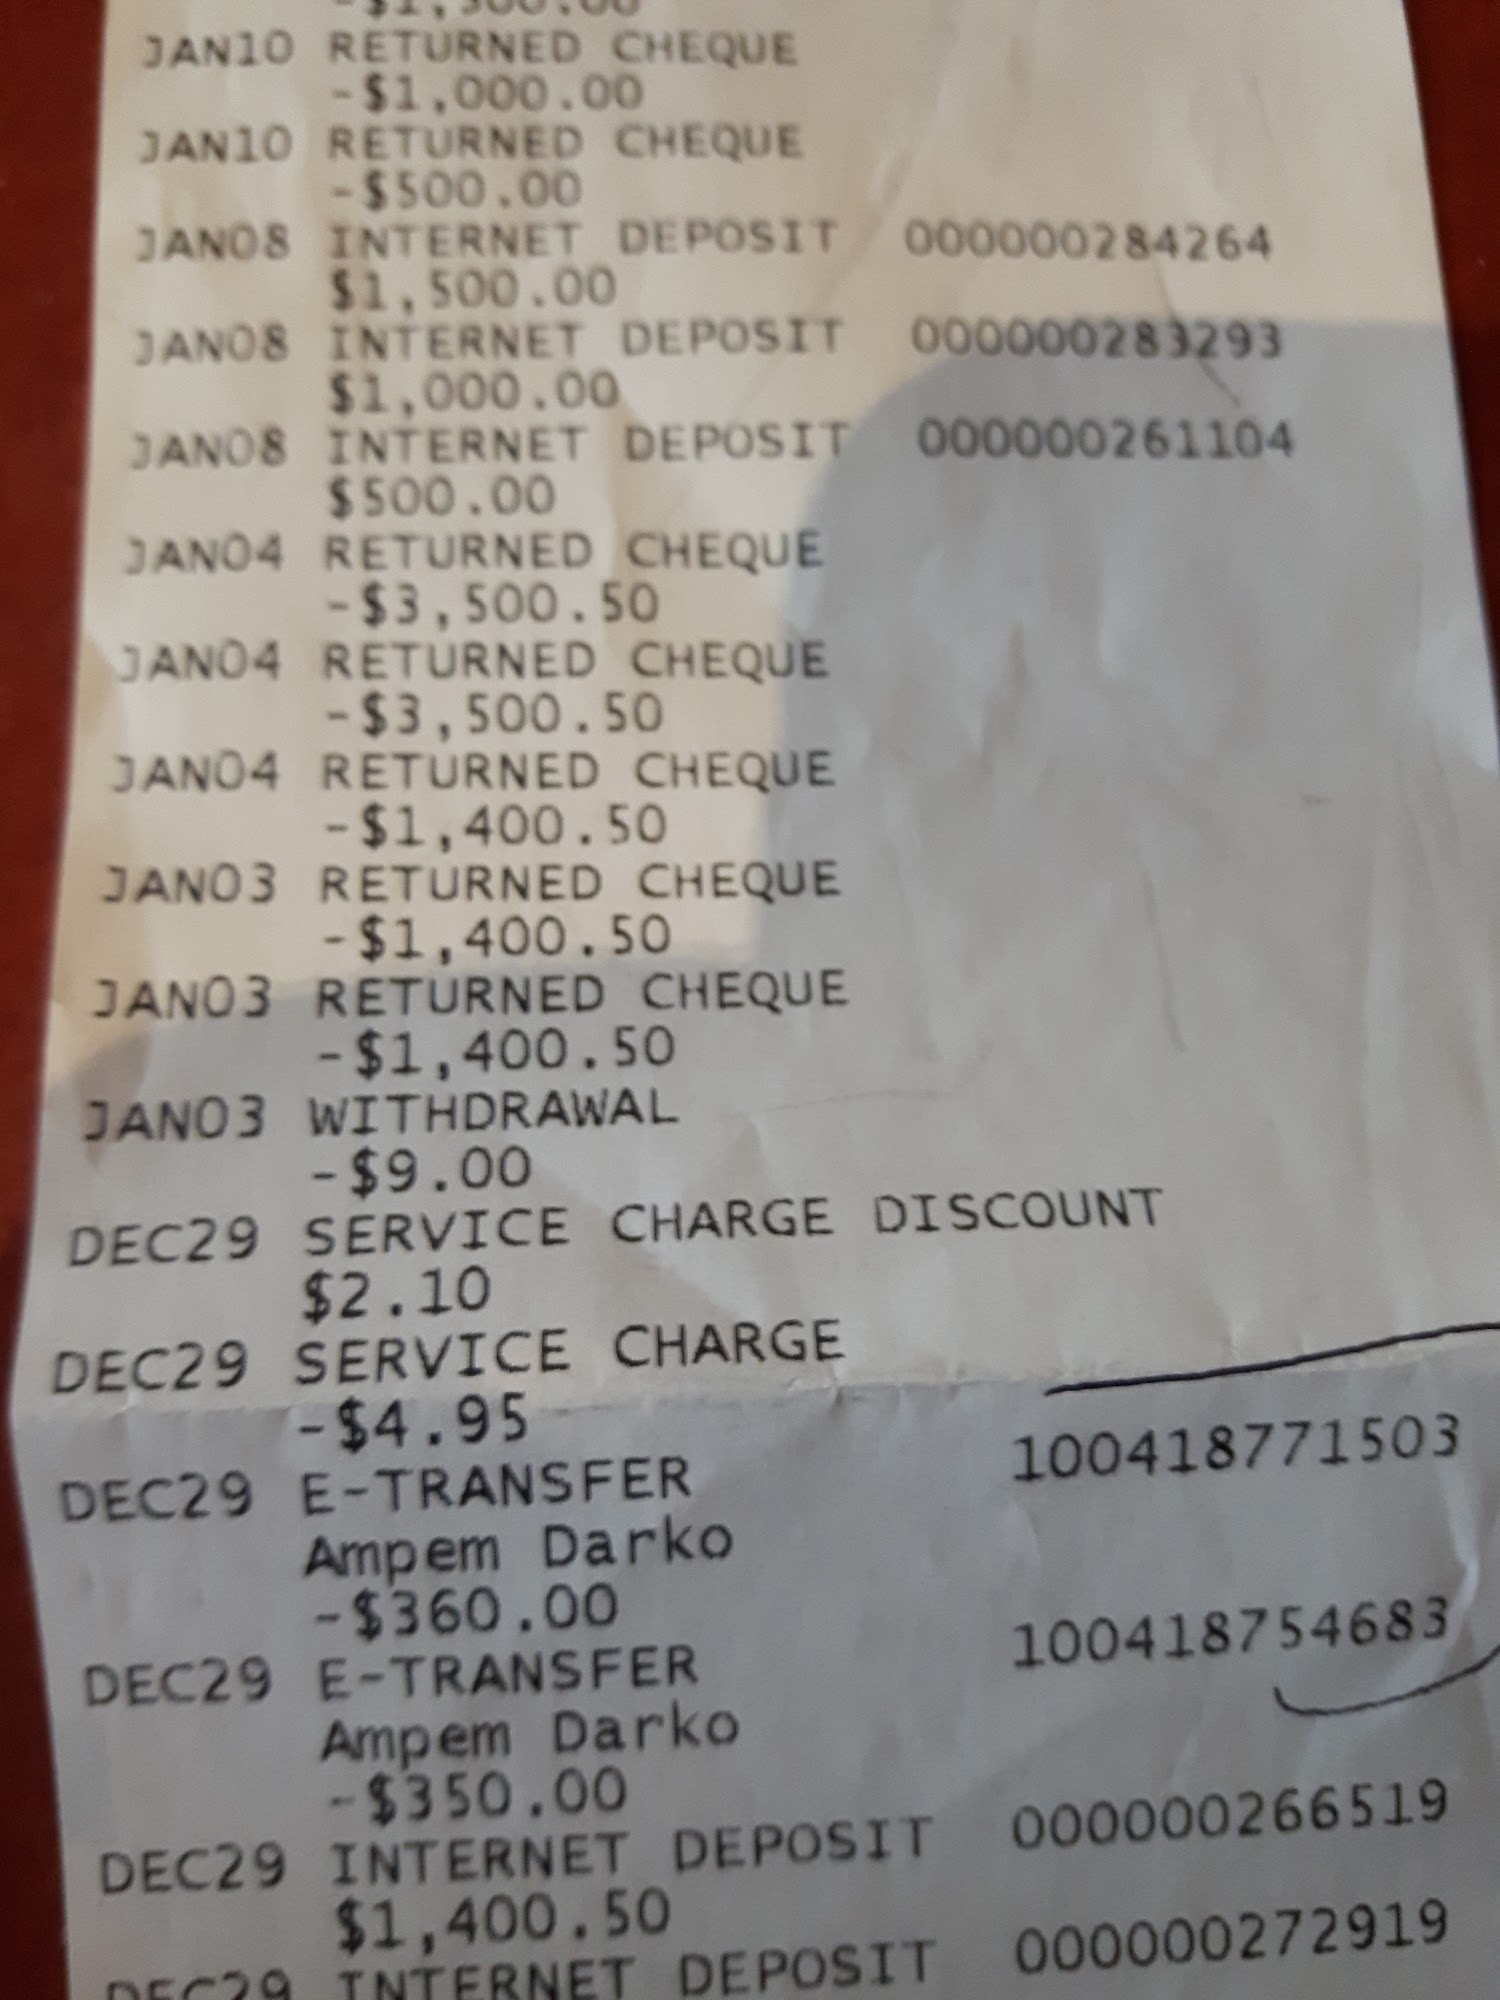 -$1,500.00
JAN10 RETURNED CHEQUE
-$1,000.00
JAN10 RETURNED CHEQUE
-$500.00
JAN08 INTERNET DEPOSIT 000000284264
$1,500.00
JAN08 INTERNET DEPOSIT 000000283293
$1,000.00
JAN08 INTERNET DEPOSIT 000000261104
$500.00
JAN04 RETURNED CHEQUE
-$3,500.50
JAN04 RETURNED CHEQUE
-$3,500.50
JAN04 RETURNED CHEQUE
-$1,400.50
JAN03 RETURNED CHEQUE
-$1,400.50
JAN03 RETURNED CHEQUE
-$1,400.50
JAN03 WITHDRAWAL
-$9.00
DEC29 SERVICE CHARGE DISCOUNT
$2.10
DEC29 SERVICE CHARGE
-$4.95
DEC29 E-TRANSFER 100418771503
Ampem Darko
-$360.00
DEC29 E-TRANSFER 100418754683
Ampem Darko
-$350.00
DEC29 INTERNET DEPOSIT 000000266519
$1,400.50
DEC29 INTERNET DEPOSIT 000000272919